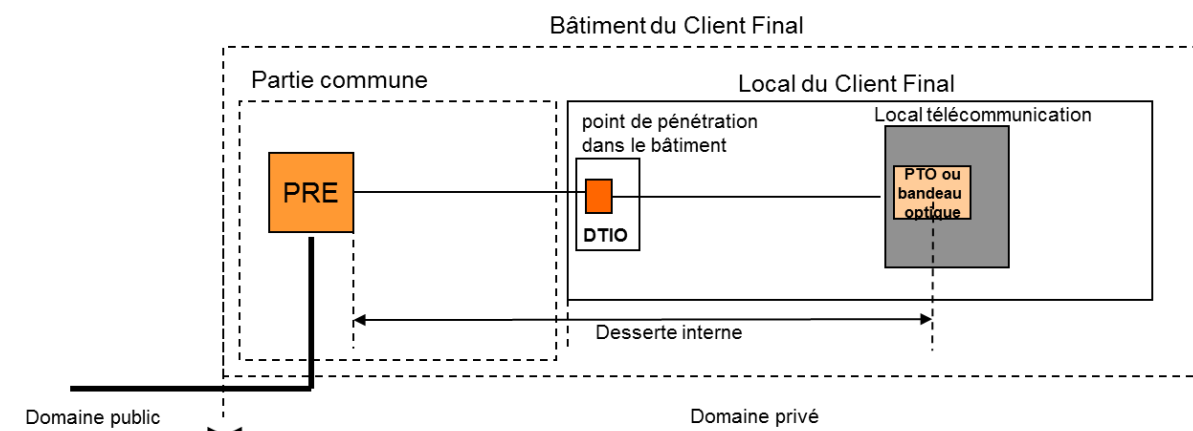 Bâtiment du Client Final
Partie commune
Local du Client Final
point de pénétration
dans le bâtiment
Local télécommunication
PRE
PTO ou
bandeau
optique
DTIO
Desserte interne
Domaine public
Domaine privé